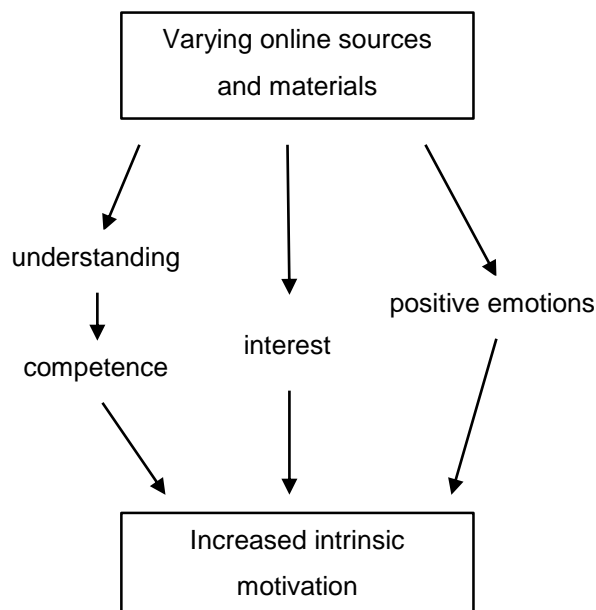 Varying online sources
and materials
understanding
positive emotions
interest
competence
Increased intrinsic
motivation